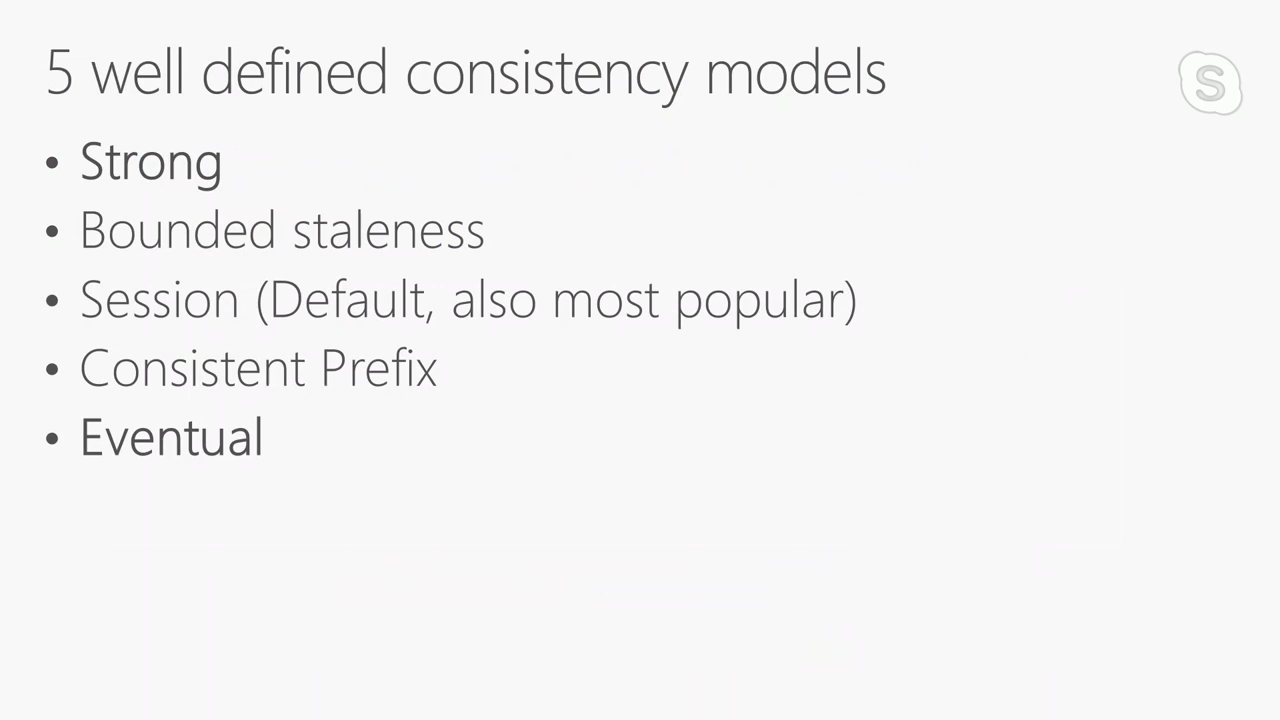 5 well defined consistency models
S
• Strong
• Bounded staleness
• Session (Default, also most popular)
• Consistent Prefix
• Eventual